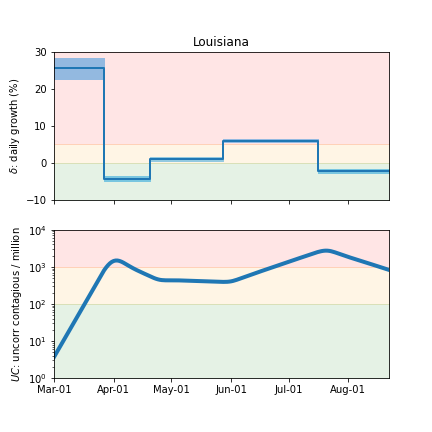 Louisiana
δ: daily growth (%)
30
20
10
0
−10
UC: uncorr contagious / million
10⁴
10³
10²
10¹
10⁰
Mar-01 Apr-01 May-01 Jun-01 Jul-01 Aug-01